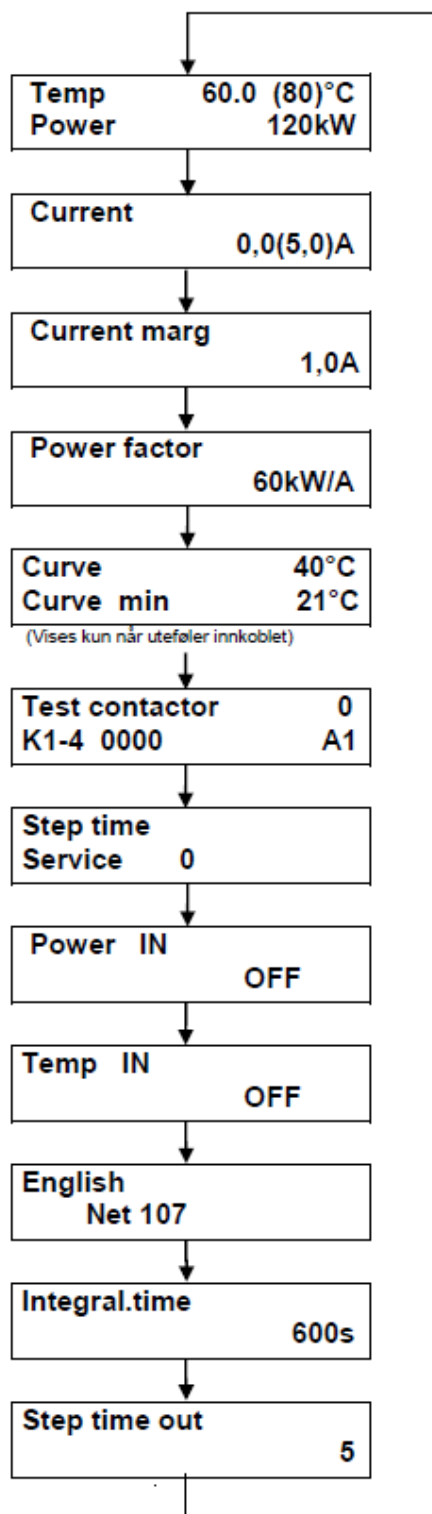 Temp 60.0 (80)°C
Power 120kW
Current
0,0(5,0)A
Current marg
1,0A
Power factor
60kW/A
Curve 40°C
Curve min 21°C
(Vises kun når uteføler innkoblet)
Test contactor 0
K1-4 0000 A1
Step time
Service 0
Power IN
OFF
Temp IN
OFF
English
Net 107
Integral.time
600s
Step time out
5